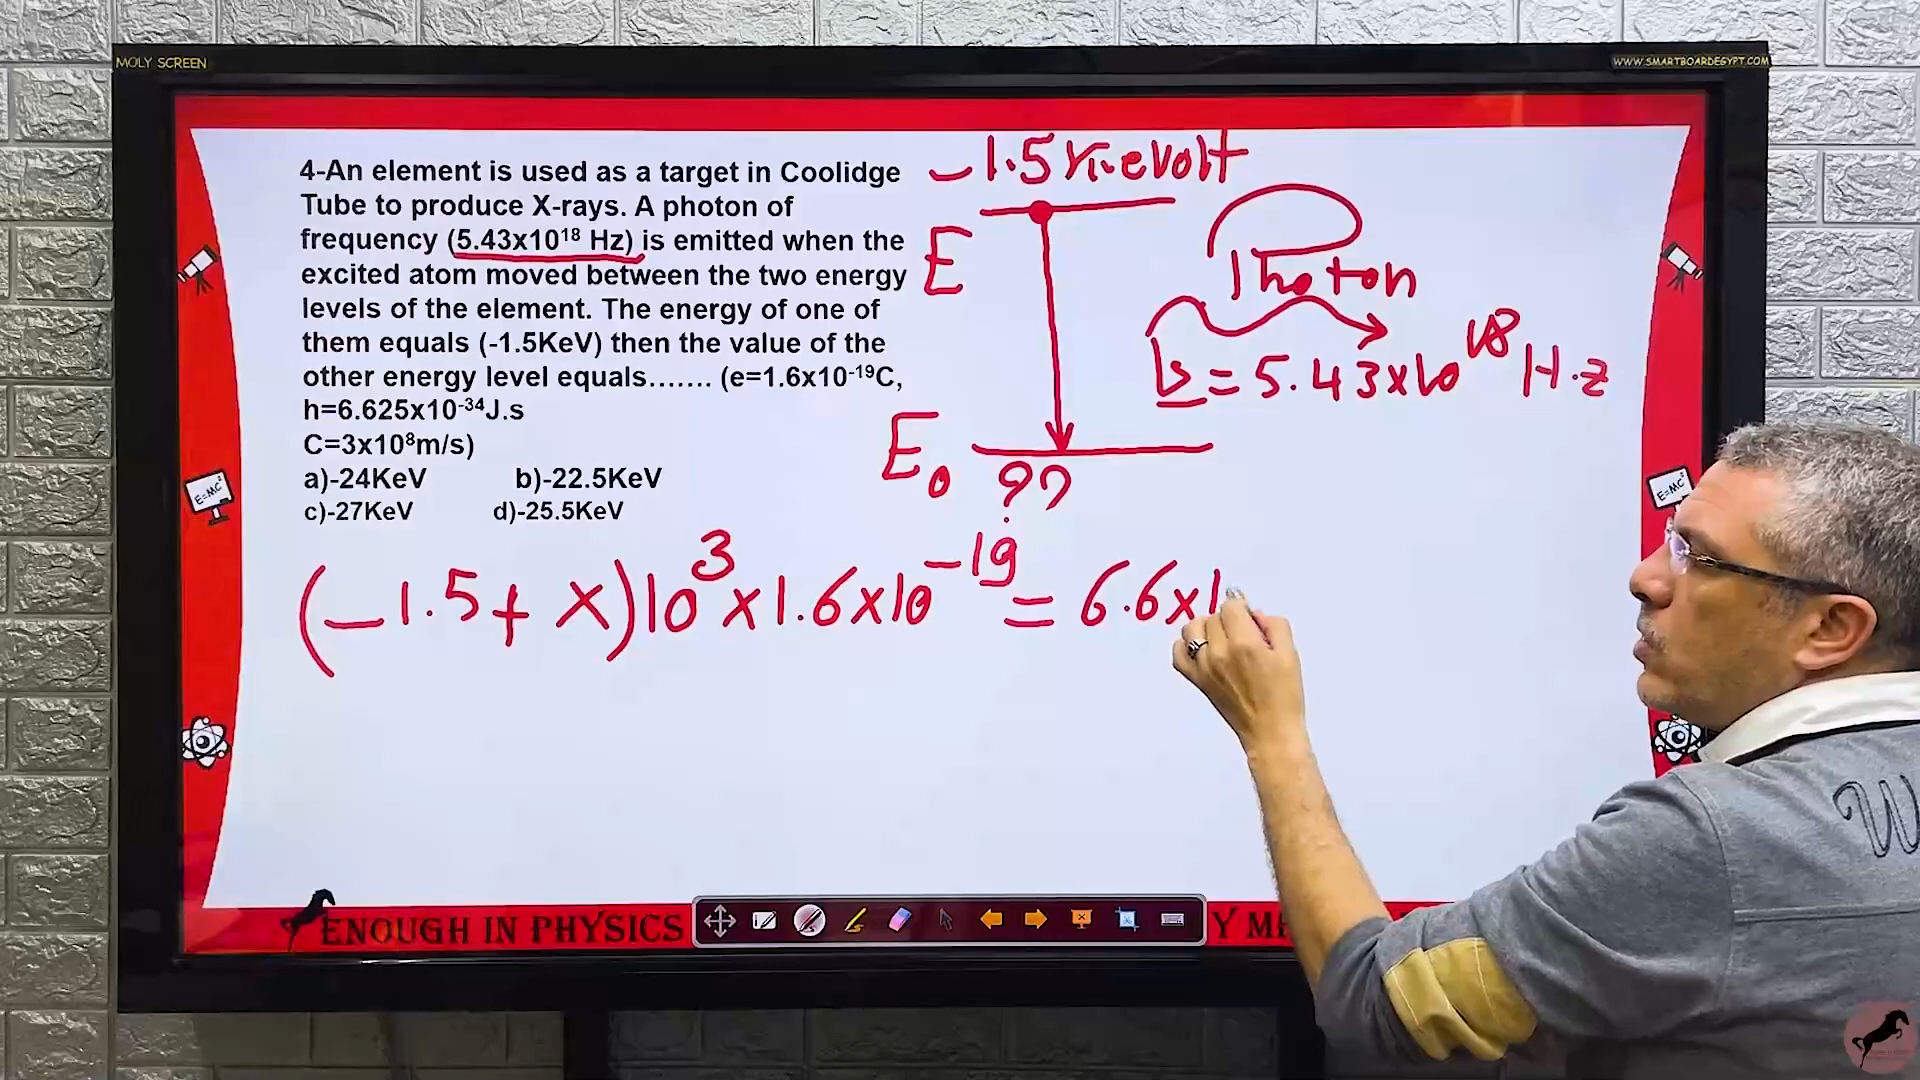 MOLY SCREEN
WWW.SMARTBOARDEGYPT.COM
4-An element is used as a target in Coolidge
Tube to produce X-rays. A photon of
frequency (5.43x10¹⁸ Hz) is emitted when the
excited atom moved between the two energy
levels of the element. The energy of one of
them equals (-1.5KeV) then the value of the
other energy level equals……. (e=1.6x10⁻¹⁹C,
h=6.625x10⁻³⁴J.s
C=3x10⁸m/s)
a)-24KeV b)-22.5KeV
c)-27KeV d)-25.5KeV
-1.5 K.evolt
E
Photon
υ = 5.43x10¹⁸ H.z
E₀
??
(-1.5 + X)10³x1.6x10⁻¹⁹ = 6.6x1
E=MC²
E=MC²
ENOUGH IN PHYSICS
W